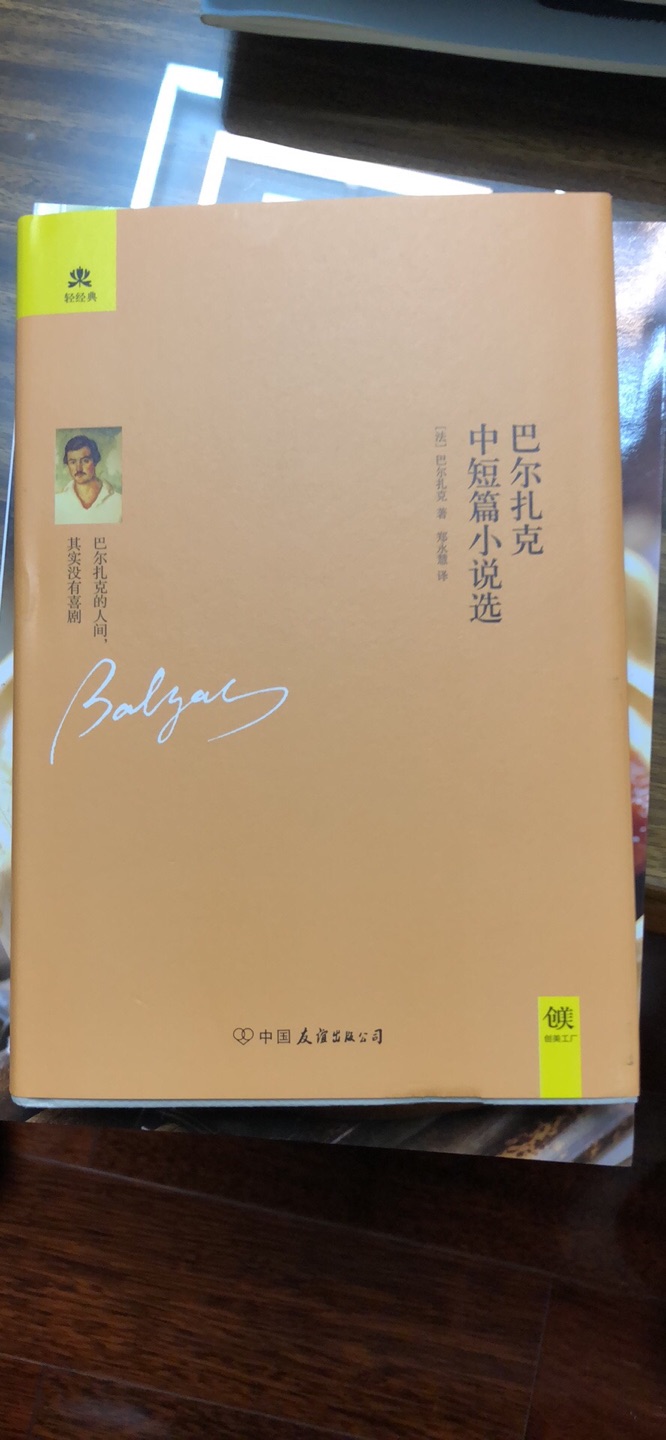 轻经典
巴尔扎克
中短篇小说选
[法] 巴尔扎克 著 郑永慧 译
巴尔扎克的人间，
其实没有喜剧
Balzac
中国友谊出版公司
创美
创美工厂